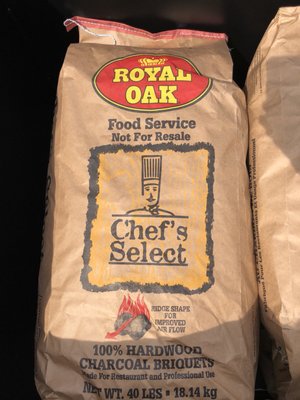 ROYAL
OAK
Food Service
Not For Resale
Chef's
Select
RIDGE SHAPE
FOR
IMPROVED
AIR FLOW
100% HARDWOOD
CHARCOAL BRIQUETS
Made For Restaurant and Professional Use
NET WT. 40 LBS • 18.14 kg